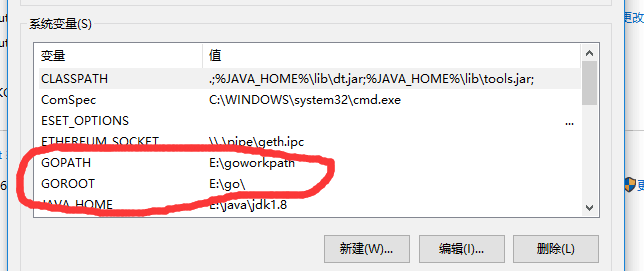 系统变量(S)
变量 值
CLASSPATH .;%JAVA_HOME%\lib\dt.jar;%JAVA_HOME%\lib\tools.jar;
ComSpec C:\WINDOWS\system32\cmd.exe
ESET_OPTIONS ...
ETHEREUM_SOCKET \\.\pipe\geth.ipc
GOPATH E:\goworkpath
GOROOT E:\go\
JAVA_HOME E:\java\jdk1.8
新建(W)... 编辑(I)... 删除(L)
更改